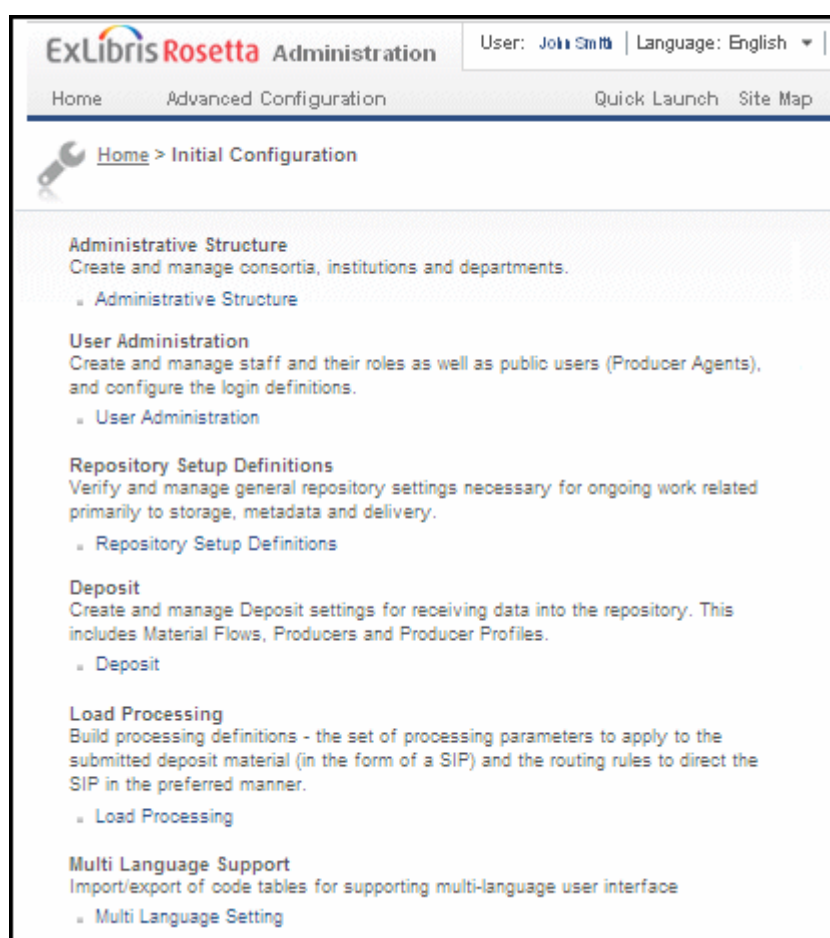 ExLibris Rosetta Administration User: John Smith | Language: English
Home Advanced Configuration Quick Launch Site Map
Home > Initial Configuration
Administrative Structure
Create and manage consortia, institutions and departments.
Administrative Structure
User Administration
Create and manage staff and their roles as well as public users (Producer Agents),
and configure the login definitions.
User Administration
Repository Setup Definitions
Verify and manage general repository settings necessary for ongoing work related
primarily to storage, metadata and delivery.
Repository Setup Definitions
Deposit
Create and manage Deposit settings for receiving data into the repository. This
includes Material Flows, Producers and Producer Profiles.
Deposit
Load Processing
Build processing definitions - the set of processing parameters to apply to the
submitted deposit material (in the form of a SIP) and the routing rules to direct the
SIP in the preferred manner.
Load Processing
Multi Language Support
Import/export of code tables for supporting multi-language user interface
Multi Language Setting